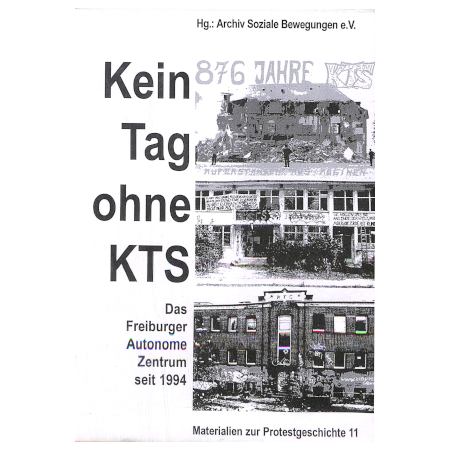 Hg.: Archiv Soziale Bewegungen e.V.
Kein
Tag
ohne
KTS
876 JAHRE
KTS
Das
Freiburger
Autonome
Zentrum
seit 1994
Materialien zur Protestgeschichte 11